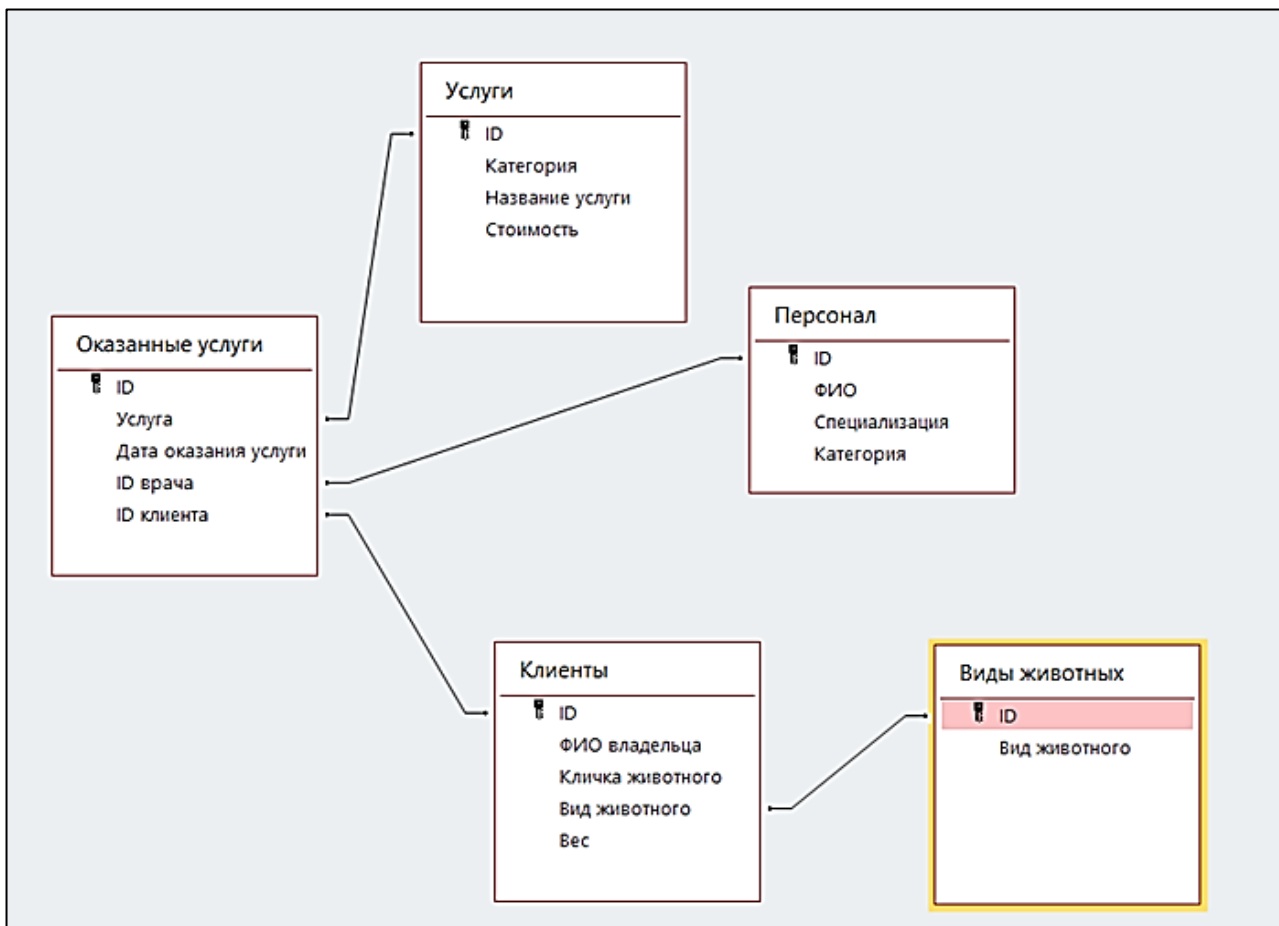 Услуги
ID
Категория
Название услуги
Стоимость
Персонал
ID
ФИО
Специализация
Категория
Оказанные услуги
ID
Услуга
Дата оказания услуги
ID врача
ID клиента
Клиенты
ID
ФИО владельца
Кличка животного
Вид животного
Вес
Виды животных
ID
Вид животного